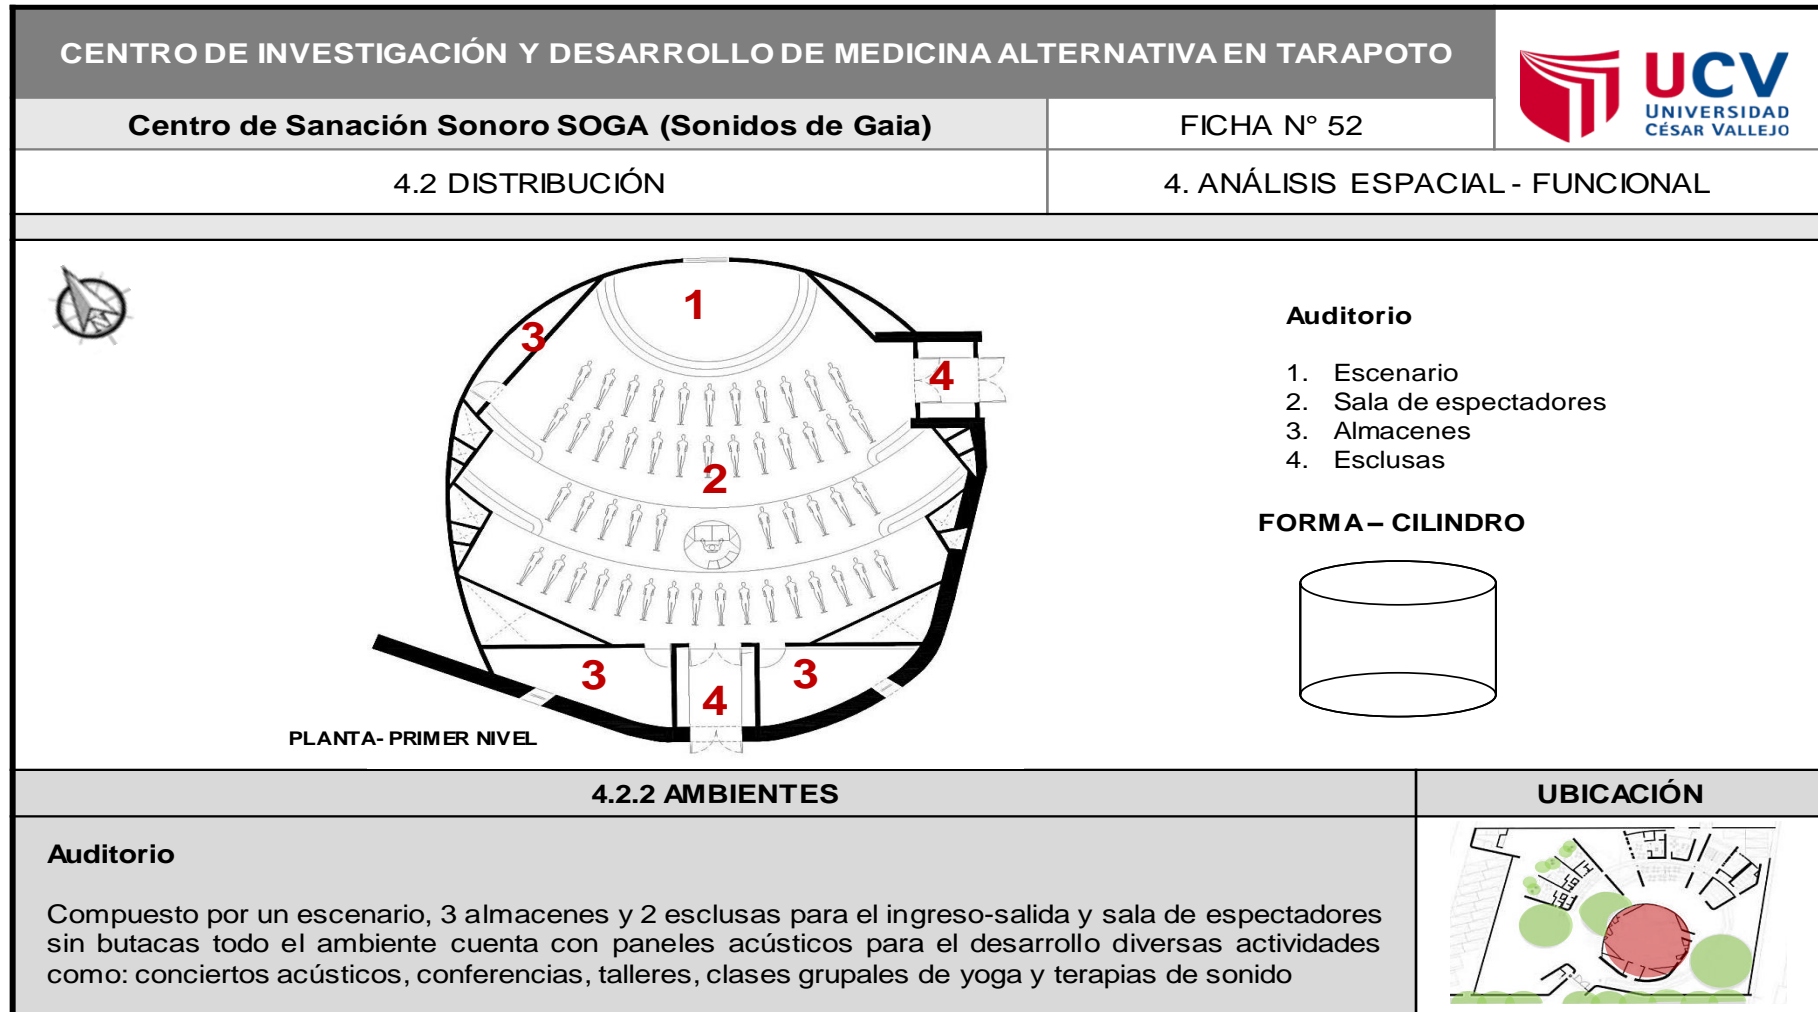 CENTRO DE INVESTIGACIÓN Y DESARROLLO DE MEDICINA ALTERNATIVA EN TARAPOTO
UCV
UNIVERSIDAD
CÉSAR VALLEJO
Centro de Sanación Sonoro SOGA (Sonidos de Gaia)
FICHA N° 52
4.2 DISTRIBUCIÓN
4. ANÁLISIS ESPACIAL - FUNCIONAL
1
3
4
2
3
3
4
PLANTA- PRIMER NIVEL
Auditorio
1. Escenario
2. Sala de espectadores
3. Almacenes
4. Esclusas
FORMA – CILINDRO
4.2.2 AMBIENTES
UBICACIÓN
Auditorio
Compuesto por un escenario, 3 almacenes y 2 esclusas para el ingreso-salida y sala de espectadores
sin butacas todo el ambiente cuenta con paneles acústicos para el desarrollo diversas actividades
como: conciertos acústicos, conferencias, talleres, clases grupales de yoga y terapias de sonido